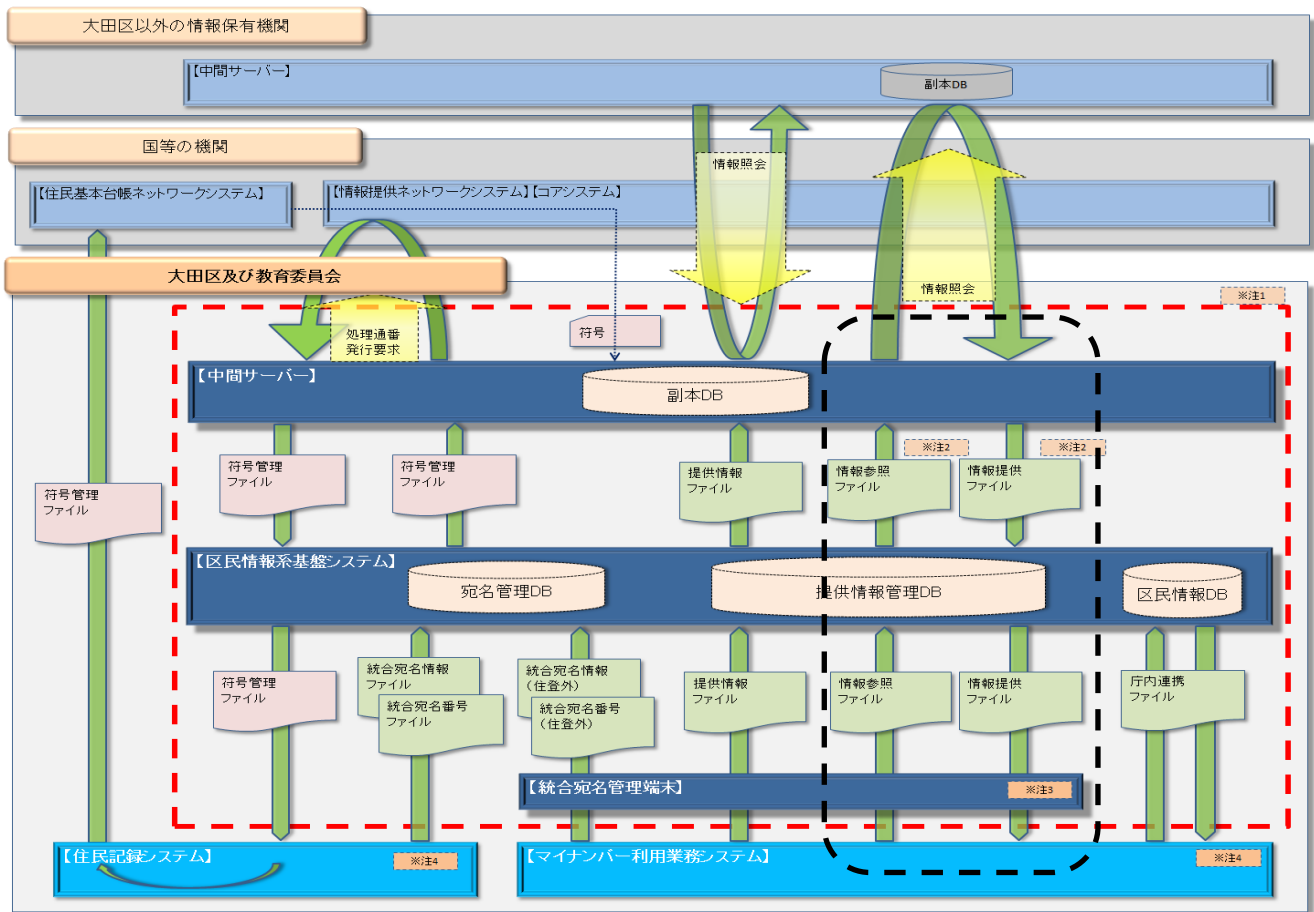 大田区以外の情報保有機関
【中間サーバー】
副本DB
国等の機関
【住民基本台帳ネットワークシステム】
【情報提供ネットワークシステム】【コアシステム】
情報照会
情報照会
大田区及び教育委員会
※注1
処理通番
発行要求
符号
【中間サーバー】
副本DB
符号管理
ファイル
符号管理
ファイル
符号管理
ファイル
提供情報
ファイル
※注2
情報参照
ファイル
※注2
情報提供
ファイル
【区民情報系基盤システム】
宛名管理DB
提供情報管理DB
区民情報DB
符号管理
ファイル
統合宛名情報
ファイル
統合宛名番号
ファイル
統合宛名情報
（住登外）
統合宛名番号
（住登外）
提供情報
ファイル
情報参照
ファイル
情報提供
ファイル
庁内連携
ファイル
【統合宛名管理端末】
※注3
【住民記録システム】
※注4
【マイナンバー利用業務システム】
※注4